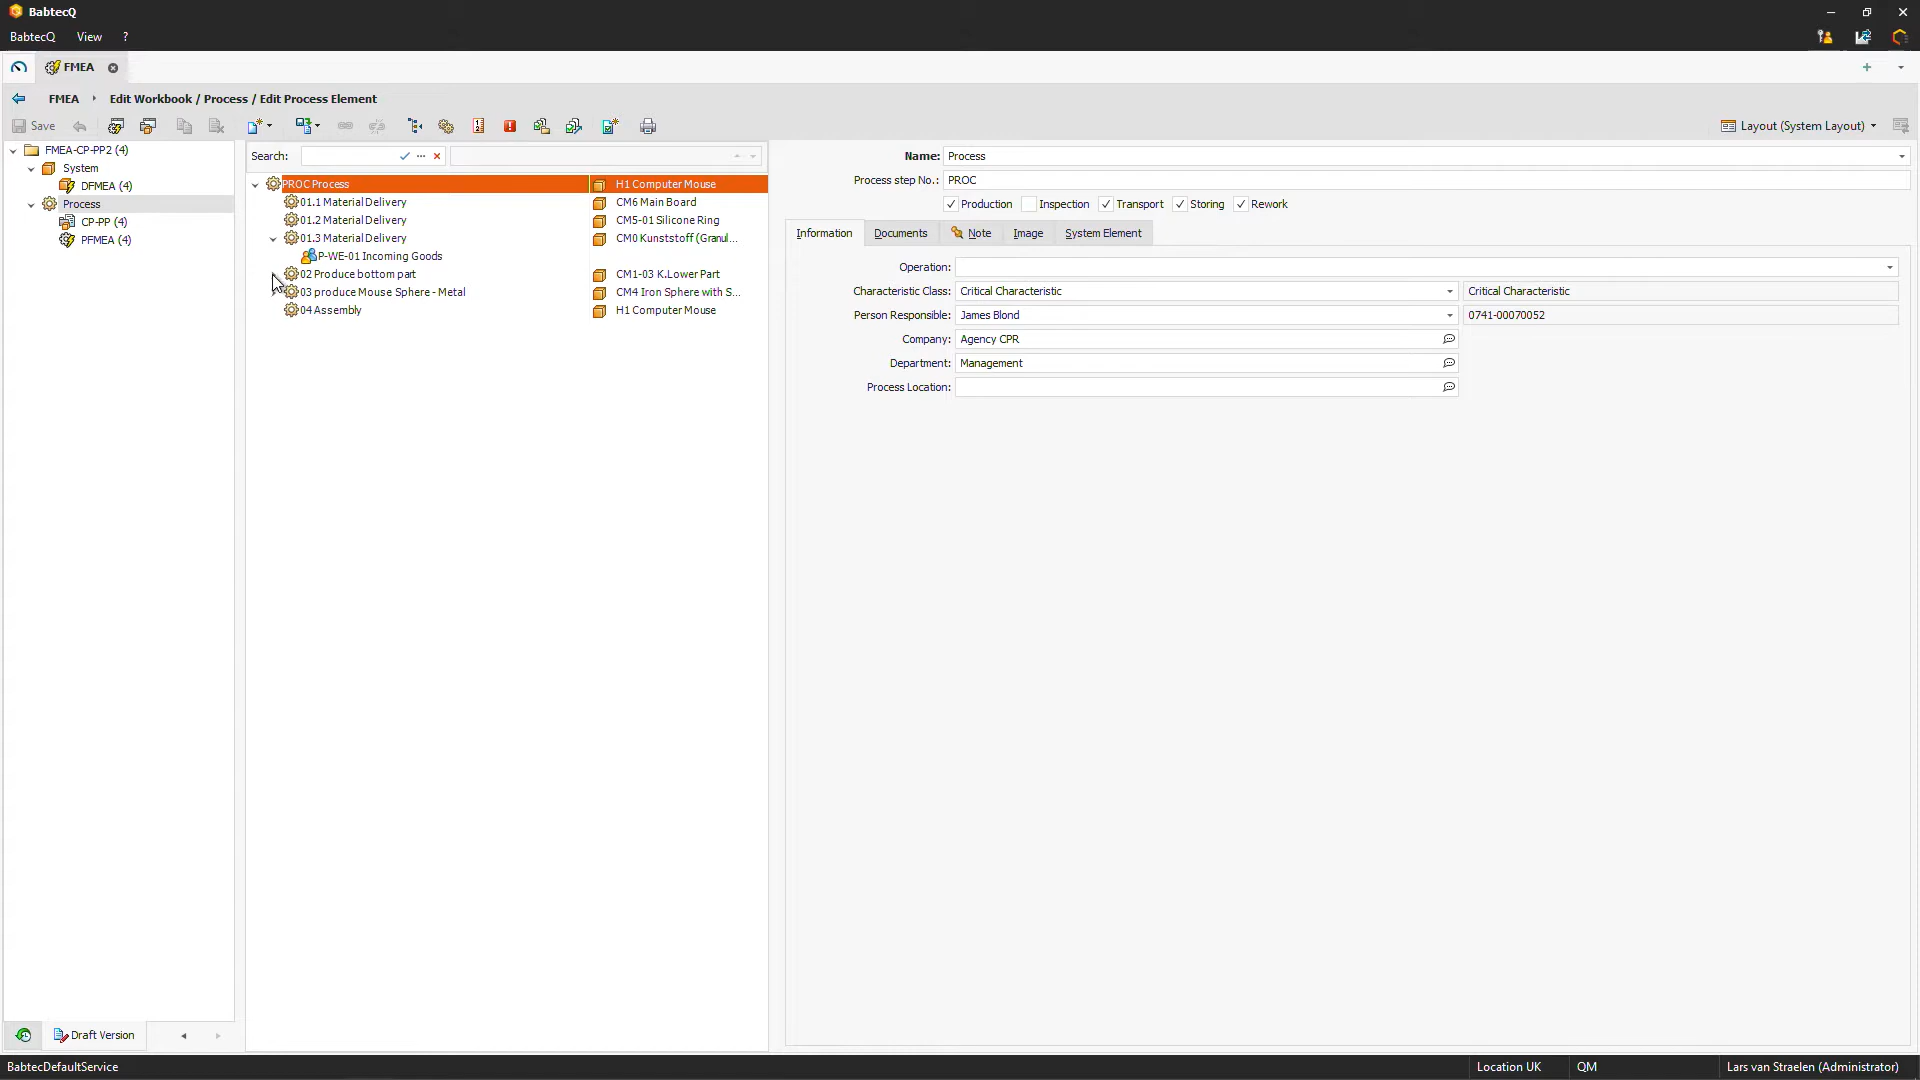 BabtecQ
BabtecQ View ?
FMEA
FMEA Edit Workbook / Process / Edit Process Element
Save Layout (System Layout)
FMEA-CP-PP2 (4)
System
DFMEA (4)
Process
CP-PP (4)
PFMEA (4)
Search:
PROC Process H1 Computer Mouse
01.1 Material Delivery CM6 Main Board
01.2 Material Delivery CM5-01 Silicone Ring
01.3 Material Delivery CM0 Kunststoff (Granul...
P-WE-01 Incoming Goods
02 Produce bottom part CM1-03 K.Lower Part
03 produce Mouse Sphere - Metal CM4 Iron Sphere with S...
04 Assembly H1 Computer Mouse
Name: Process
Process step No.: PROC
Production Inspection Transport Storing Rework
Information Documents Note Image System Element
Operation:
Characteristic Class: Critical Characteristic Critical Characteristic
Person Responsible: James Blond 0741-00070052
Company: Agency CPR
Department: Management
Process Location:
Draft Version
BabtecDefaultService Location UK QM Lars van Straelen (Administrator)